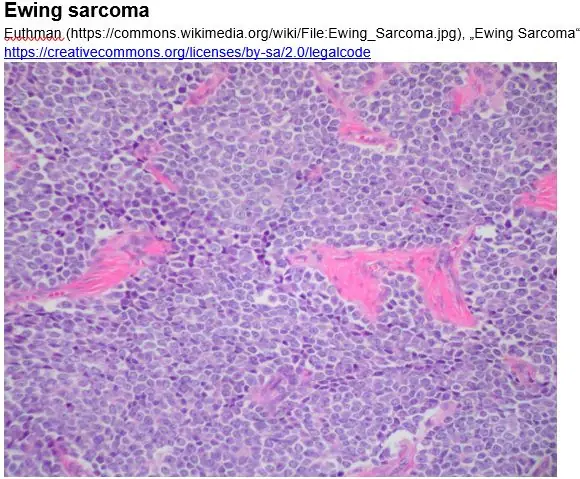 Ewing sarcoma
Euthman (https://commons.wikimedia.org/wiki/File:Ewing_Sarcoma.jpg), „Ewing Sarcoma“
https://creativecommons.org/licenses/by-sa/2.0/legalcode